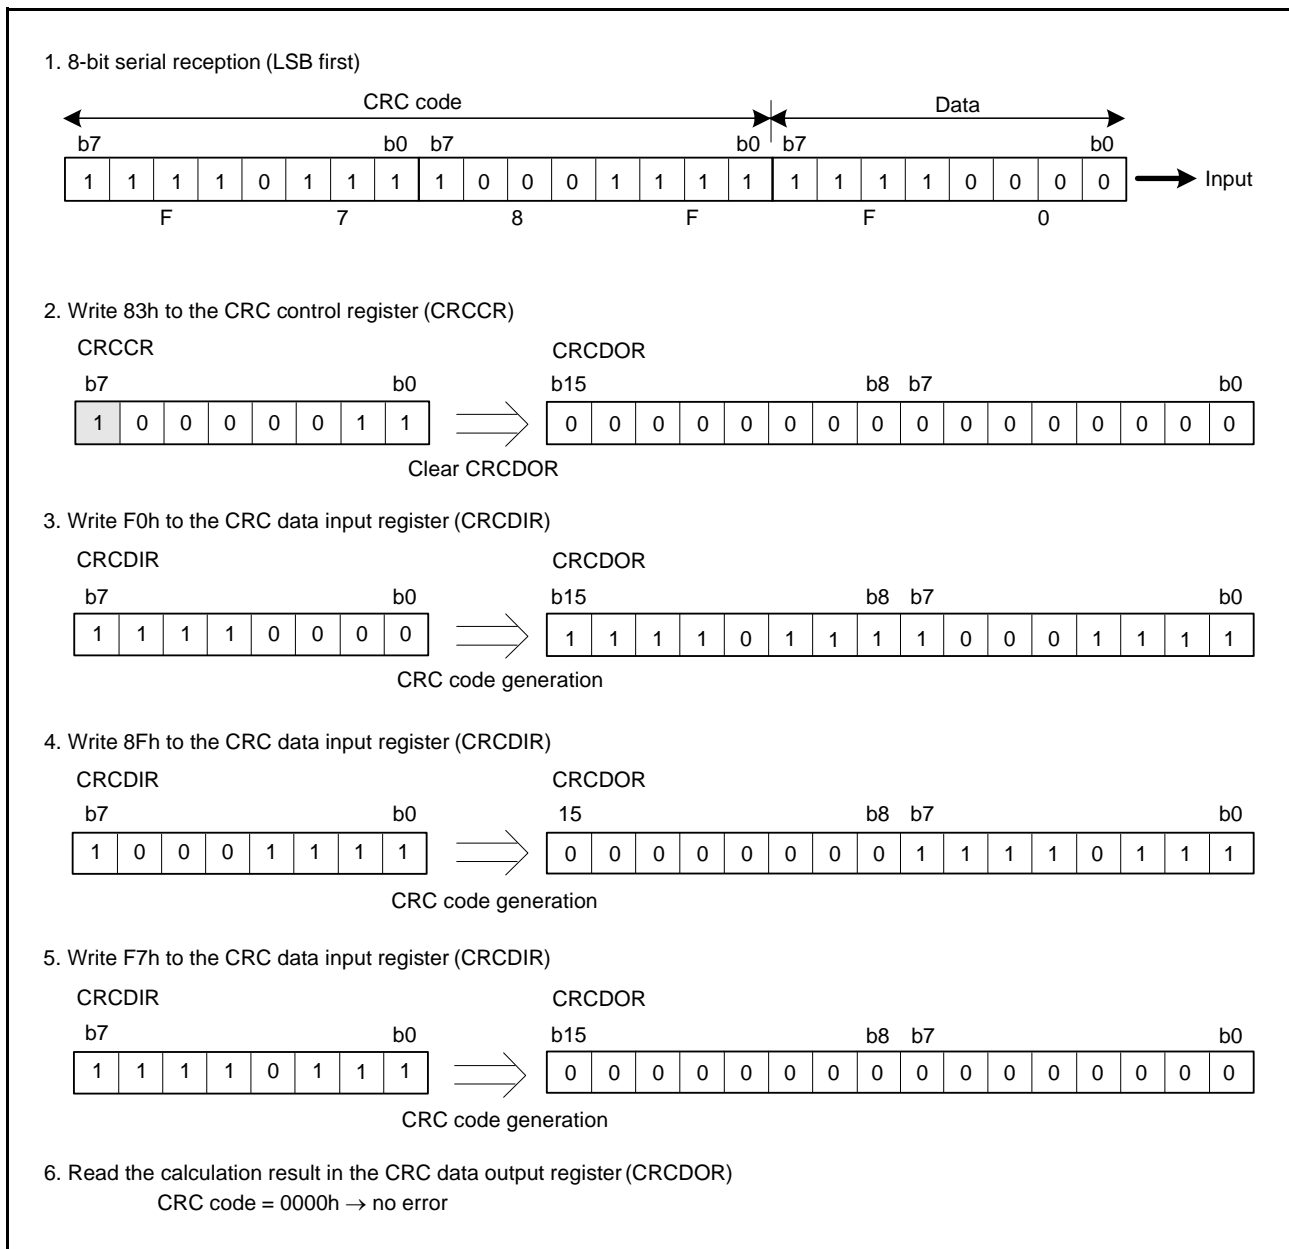 1. 8-bit serial reception (LSB first)
CRC code Data
b7 b0 b7 b0 b7 b0
1 1 1 1 0 1 1 1 1 0 0 0 1 1 1 1 1 1 1 1 0 0 0 0 Input
F 7 8 F F 0
2. Write 83h to the CRC control register (CRCCR)
CRCCR CRCDOR
b7 b0 b15 b8 b7 b0
1 0 0 0 0 0 1 1 0 0 0 0 0 0 0 0 0 0 0 0 0 0 0 0
Clear CRCDOR
3. Write F0h to the CRC data input register (CRCDIR)
CRCDIR CRCDOR
b7 b0 b15 b8 b7 b0
1 1 1 1 0 0 0 0 1 1 1 1 0 1 1 1 1 0 0 0 1 1 1 1
CRC code generation
4. Write 8Fh to the CRC data input register (CRCDIR)
CRCDIR CRCDOR
b7 b0 15 b8 b7 b0
1 0 0 0 1 1 1 1 0 0 0 0 0 0 0 0 1 1 1 1 0 1 1 1
CRC code generation
5. Write F7h to the CRC data input register (CRCDIR)
CRCDIR CRCDOR
b7 b0 b15 b8 b7 b0
1 1 1 1 0 1 1 1 0 0 0 0 0 0 0 0 0 0 0 0 0 0 0 0
CRC code generation
6. Read the calculation result in the CRC data output register (CRCDOR)
CRC code = 0000h → no error